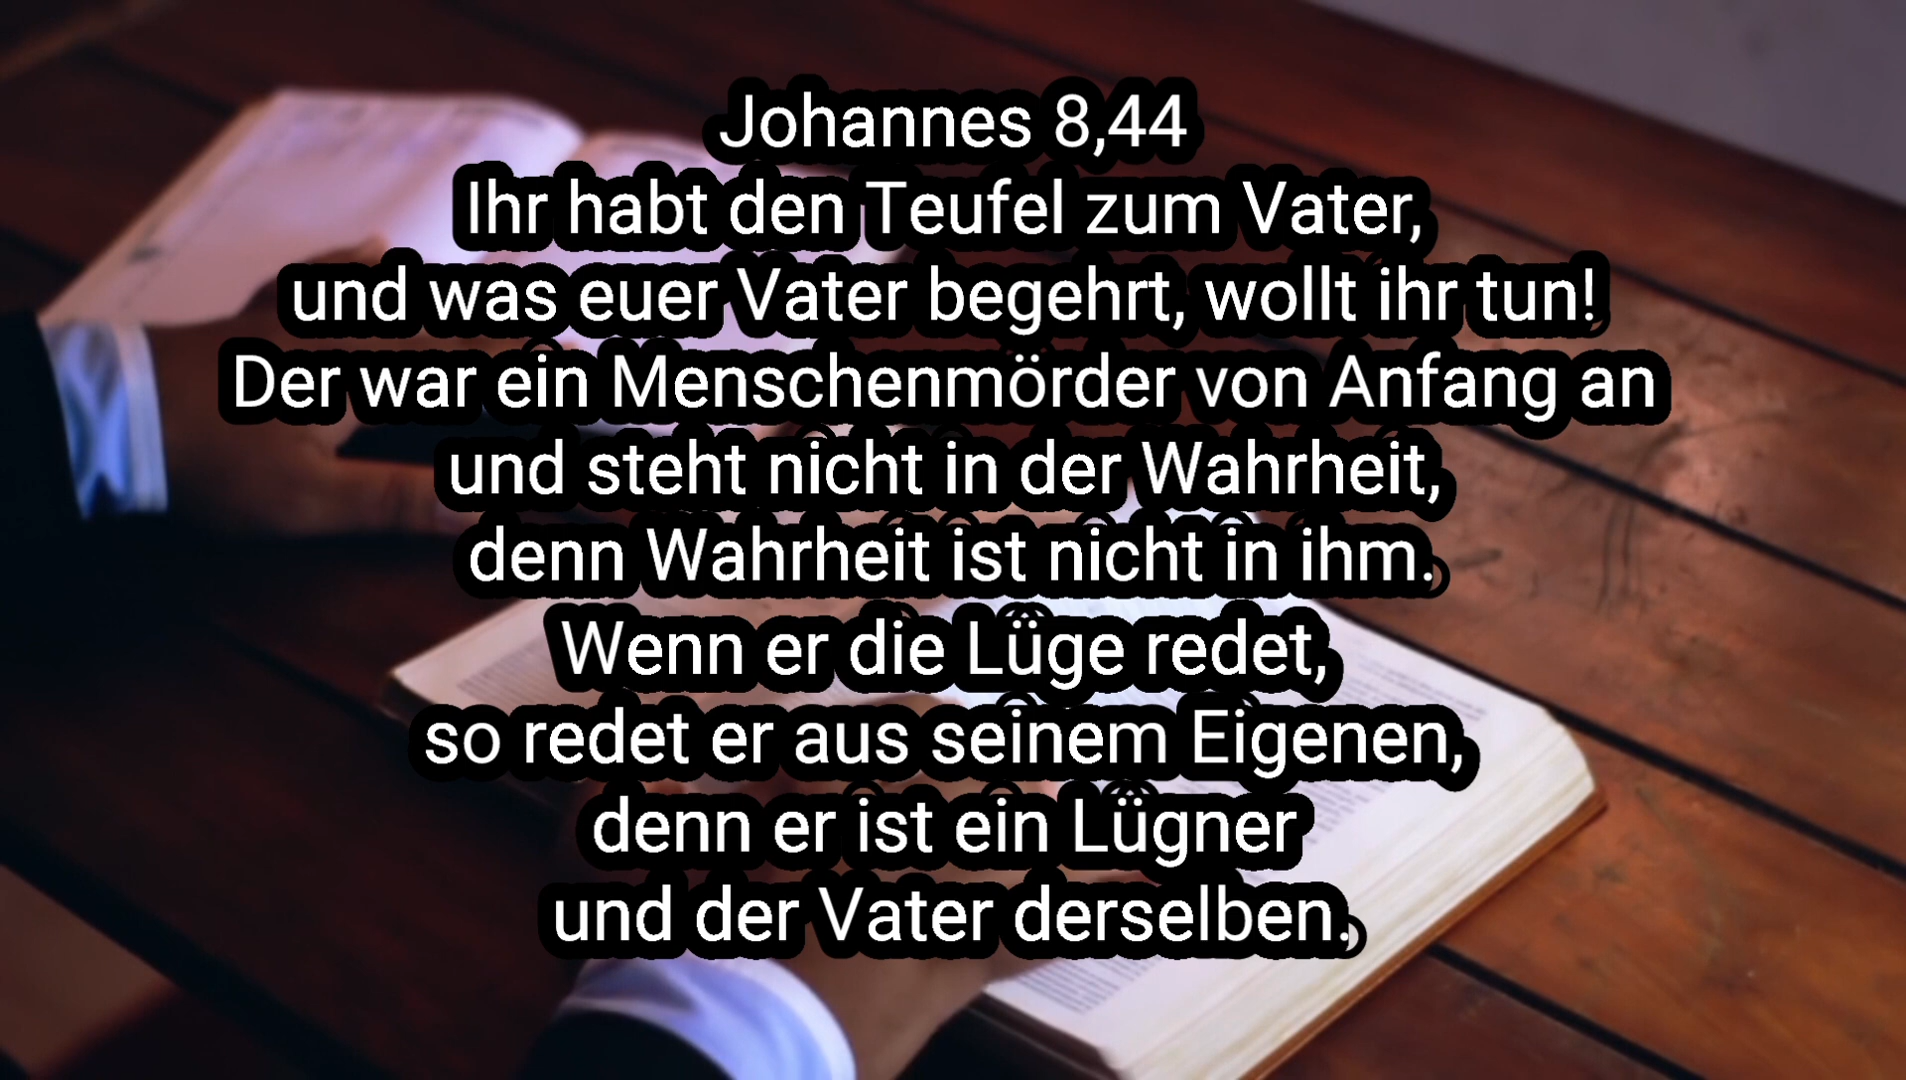 Johannes 8,44
Ihr habt den Teufel zum Vater,
und was euer Vater begehrt, wollt ihr tun!
Der war ein Menschenmörder von Anfang an
und steht nicht in der Wahrheit,
denn Wahrheit ist nicht in ihm.
Wenn er die Lüge redet,
so redet er aus seinem Eigenen,
denn er ist ein Lügner
und der Vater derselben.